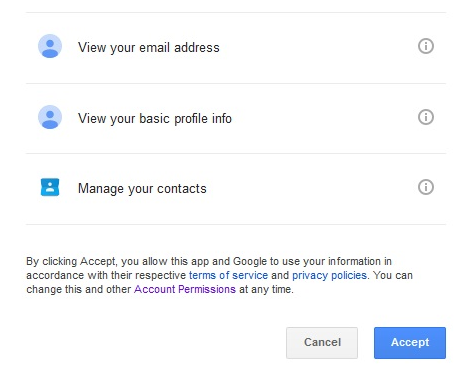 View your email address
View your basic profile info
Manage your contacts
By clicking Accept, you allow this app and Google to use your information in
accordance with their respective terms of service and privacy policies. You can
change this and other Account Permissions at any time.
Cancel
Accept